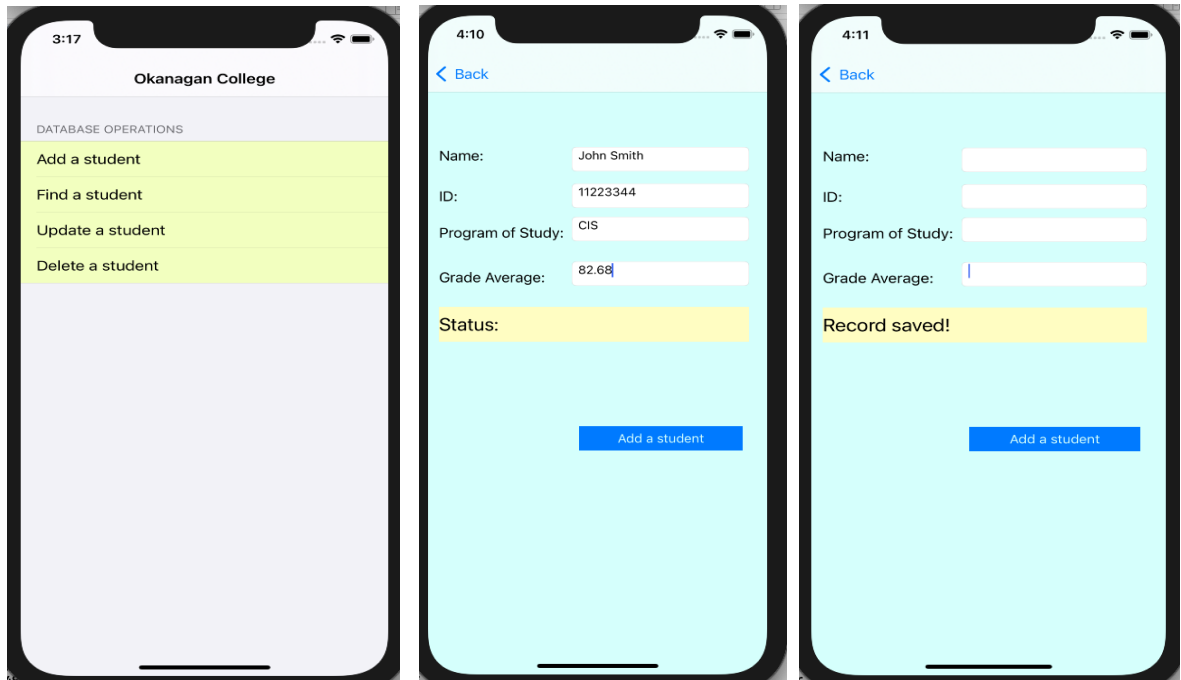 3:17
Okanagan College
DATABASE OPERATIONS
Add a student
Find a student
Update a student
Delete a student
4:10
Back
Name: John Smith
ID: 11223344
Program of Study: CIS
Grade Average: 82.68
Status:
Add a student
4:11
Back
Name:
ID:
Program of Study:
Grade Average:
Record saved!
Add a student